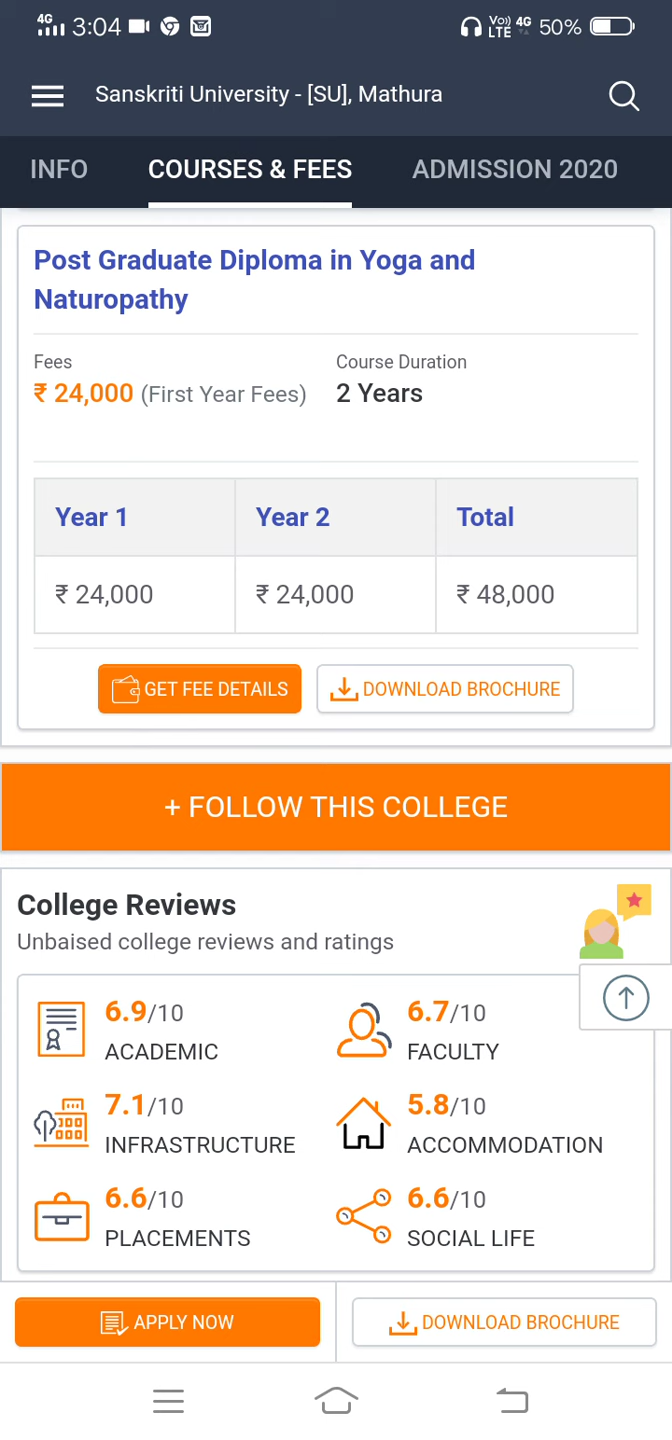 4G 3:04 Vo)) LTE 4G 50%
Sanskriti University - [SU], Mathura
INFO COURSES & FEES ADMISSION 2020
Post Graduate Diploma in Yoga and
Naturopathy
Fees Course Duration
₹ 24,000 (First Year Fees) 2 Years
Year 1 Year 2 Total
₹ 24,000 ₹ 24,000 ₹ 48,000
GET FEE DETAILS DOWNLOAD BROCHURE
+ FOLLOW THIS COLLEGE
College Reviews
Unbaised college reviews and ratings
6.9/10 6.7/10
ACADEMIC FACULTY
7.1/10 5.8/10
INFRASTRUCTURE ACCOMMODATION
6.6/10 6.6/10
PLACEMENTS SOCIAL LIFE
APPLY NOW DOWNLOAD BROCHURE